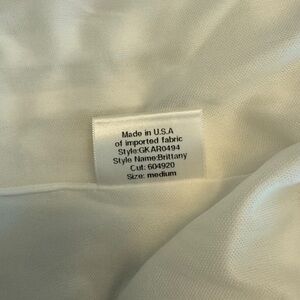 Made in U.S.A
of imported fabric
Style:GKAR0494
Style Name:Brittany
Cut: 604920
Size: medium